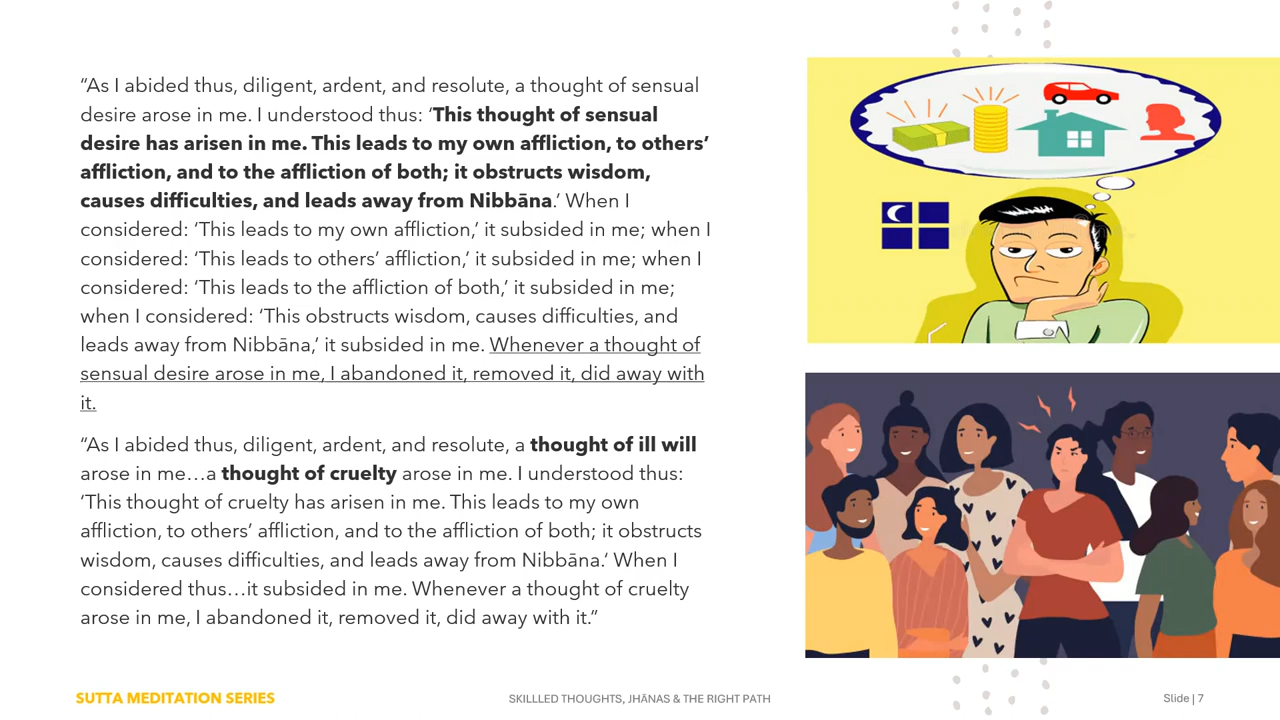 “As I abided thus, diligent, ardent, and resolute, a thought of sensual
desire arose in me. I understood thus: ‘This thought of sensual
desire has arisen in me. This leads to my own affliction, to others’
affliction, and to the affliction of both; it obstructs wisdom,
causes difficulties, and leads away from Nibbāna.’ When I
considered: ‘This leads to my own affliction,’ it subsided in me; when I
considered: ‘This leads to others’ affliction,’ it subsided in me; when I
considered: ‘This leads to the affliction of both,’ it subsided in me;
when I considered: ‘This obstructs wisdom, causes difficulties, and
leads away from Nibbāna,’ it subsided in me. Whenever a thought of
sensual desire arose in me, I abandoned it, removed it, did away with
it.
“As I abided thus, diligent, ardent, and resolute, a thought of ill will
arose in me…a thought of cruelty arose in me. I understood thus:
‘This thought of cruelty has arisen in me. This leads to my own
affliction, to others’ affliction, and to the affliction of both; it obstructs
wisdom, causes difficulties, and leads away from Nibbāna.’ When I
considered thus…it subsided in me. Whenever a thought of cruelty
arose in me, I abandoned it, removed it, did away with it.”
SUTTA MEDITATION SERIES
SKILLLED THOUGHTS, JHĀNAS & THE RIGHT PATH
Slide | 7